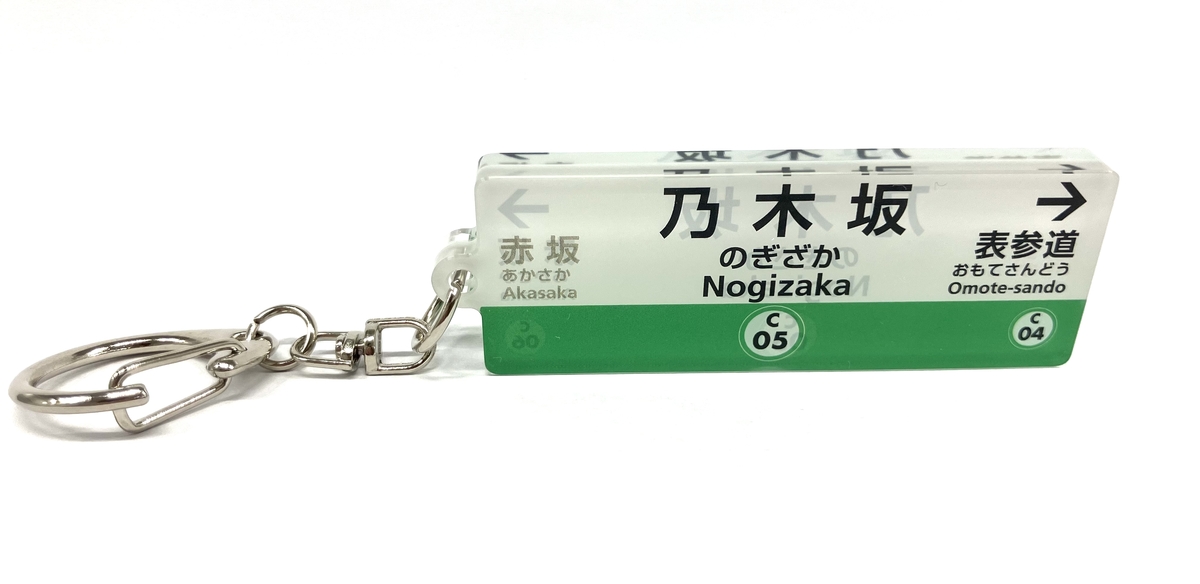 ←
赤坂
あかさか
Akasaka
乃木坂
のぎざか
Nogizaka
→
表参道
おもてさんどう
Omote-sando
C
06
C
05
C
04